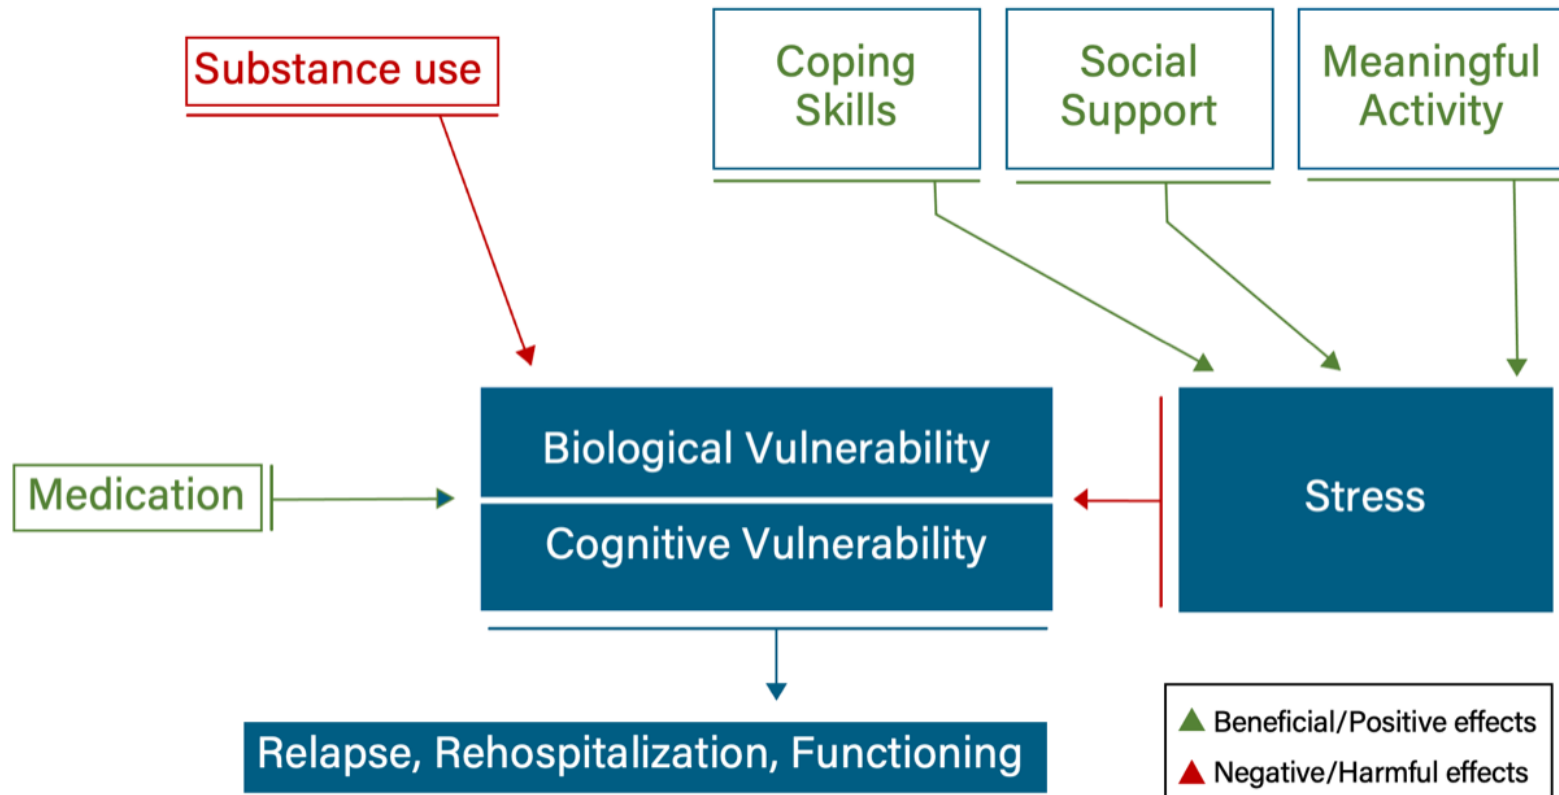 Substance use
Coping
Skills
Social
Support
Meaningful
Activity
Medication
Biological Vulnerability
Cognitive Vulnerability
Stress
Relapse, Rehospitalization, Functioning
Beneficial/Positive effects
Negative/Harmful effects